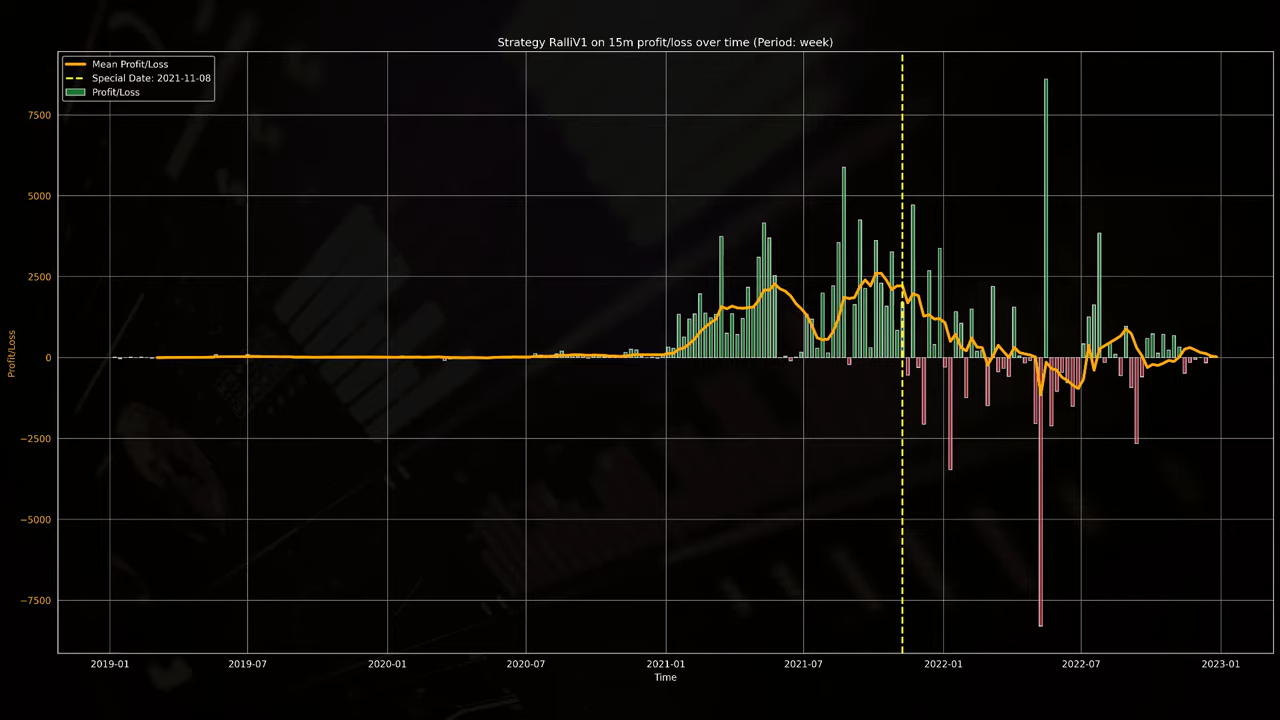 Strategy RalliV1 on 15m profit/loss over time (Period: week)
Mean Profit/Loss
Special Date: 2021-11-08
Profit/Loss
7500
5000
2500
0
−2500
−5000
−7500
Profit/Loss
2019-01
2019-07
2020-01
2020-07
2021-01
2021-07
2022-01
2022-07
2023-01
Time